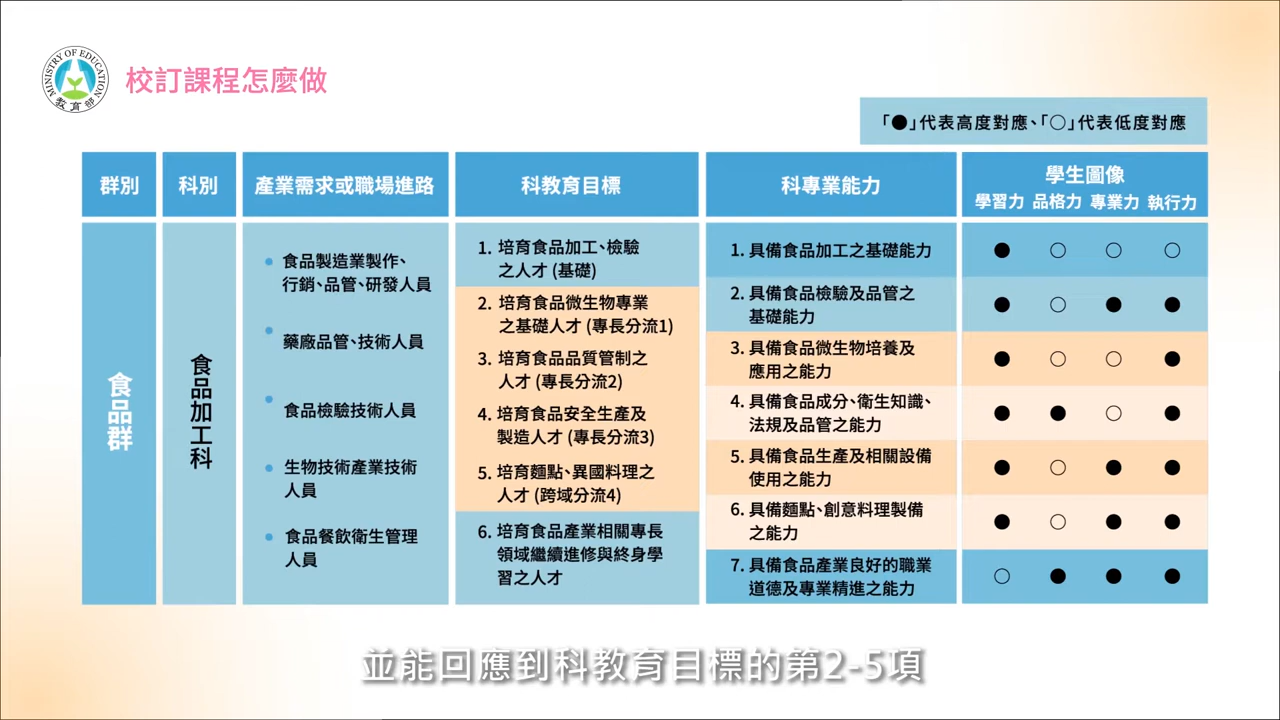 MINISTRY OF EDUCATION
教育部
校訂課程怎麼做
「●」代表高度對應、「○」代表低度對應
群別
科別
產業需求或職場進路
科教育目標
科專業能力
學生圖像
學習力 品格力 專業力 執行力
食品群
食品加工科
• 食品製造業製作、
行銷、品管、研發人員
• 藥廠品管、技術人員
• 食品檢驗技術人員
• 生物技術產業技術
人員
• 食品餐飲衛生管理
人員
1. 培育食品加工、檢驗
之人才 (基礎)
2. 培育食品微生物專業
之基礎人才 (專長分流1)
3. 培育食品品質管制之
人才 (專長分流2)
4. 培育食品安全生產及
製造人才 (專長分流3)
5. 培育麵點、異國料理之
人才 (跨域分流4)
6. 培育食品產業相關專長
領域繼續進修與終身學
習之人才
1. 具備食品加工之基礎能力
● ○ ○ ○
2. 具備食品檢驗及品管之
基礎能力
● ○ ● ●
3. 具備食品微生物培養及
應用之能力
● ○ ○ ●
4. 具備食品成分、衛生知識、
法規及品管之能力
● ● ○ ●
5. 具備食品生產及相關設備
使用之能力
● ○ ● ●
6. 具備麵點、創意料理製備
之能力
● ○ ● ●
7. 具備食品產業良好的職業
道德及專業精進之能力
○ ● ● ●
並能回應到科教育目標的第2-5項